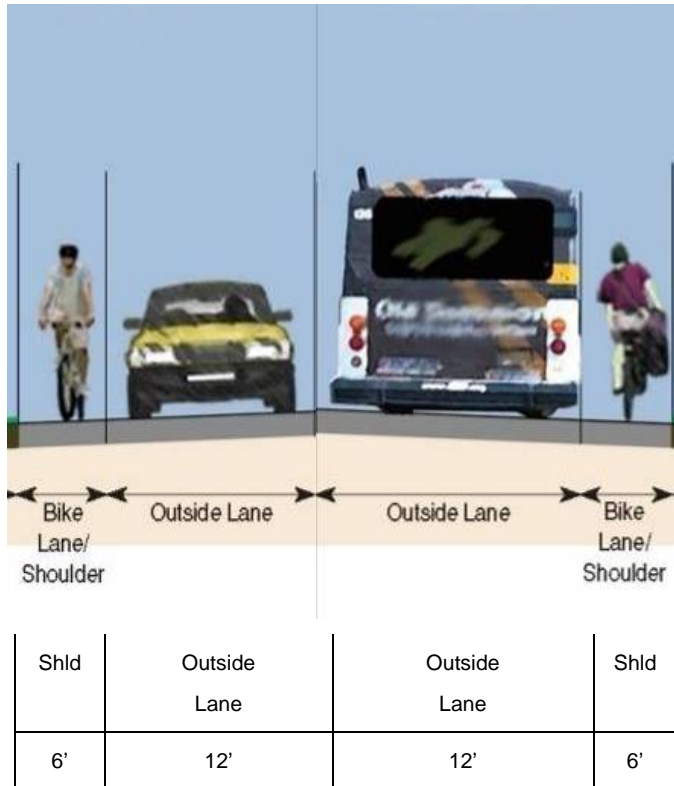 Bike
Lane/
Shoulder
Outside Lane
Outside Lane
Bike
Lane/
Shoulder
Shld
Outside
Lane
Outside
Lane
Shld
6’
12’
12’
6’